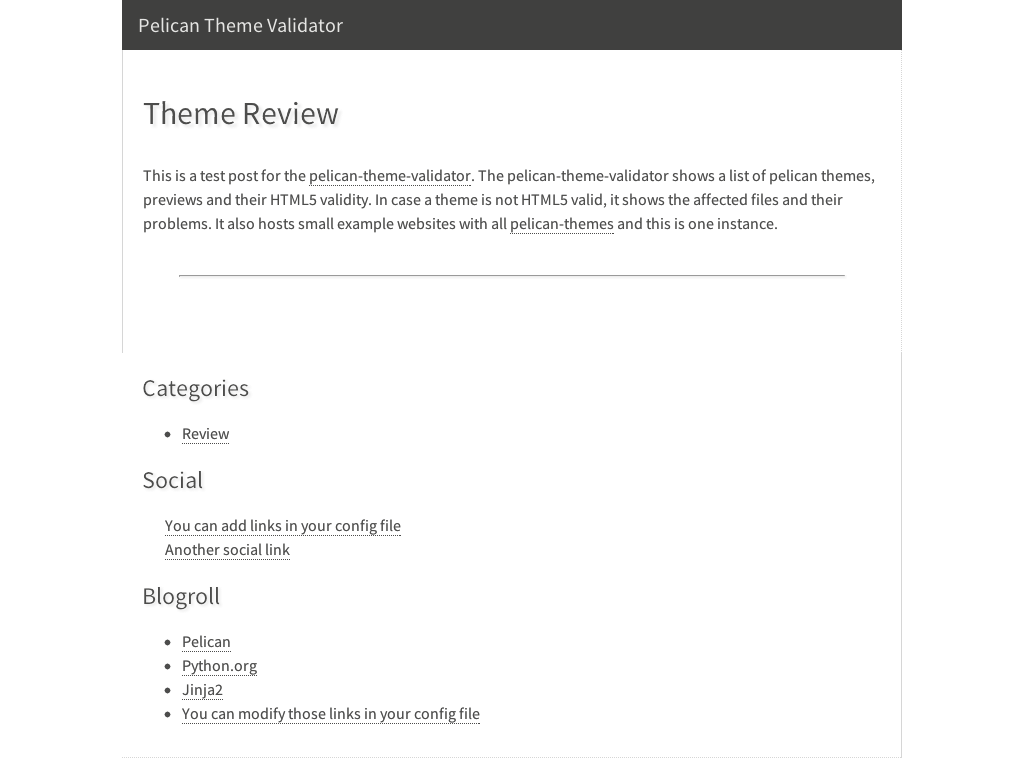 Pelican Theme Validator
Theme Review
This is a test post for the pelican-theme-validator. The pelican-theme-validator shows a list of pelican themes,
previews and their HTML5 validity. In case a theme is not HTML5 valid, it shows the affected files and their
problems. It also hosts small example websites with all pelican-themes and this is one instance.
Categories
• Review
Social
You can add links in your config file
Another social link
Blogroll
• Pelican
• Python.org
• Jinja2
• You can modify those links in your config file